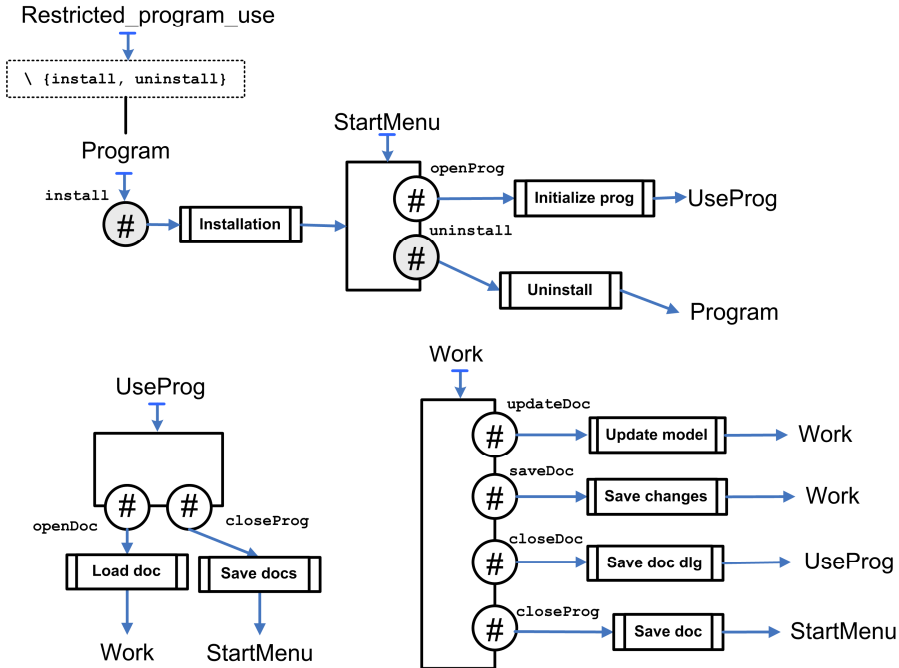 Restricted_program_use
\ {install, uninstall}
Program
install
#
Installation
StartMenu
openProg
#
Initialize prog
UseProg
uninstall
#
Uninstall
Program
UseProg
#
#
openDoc
closeProg
Load doc
Save docs
Work
StartMenu
Work
updateDoc
#
Update model
Work
saveDoc
#
Save changes
Work
closeDoc
#
Save doc dlg
UseProg
closeProg
#
Save doc
StartMenu